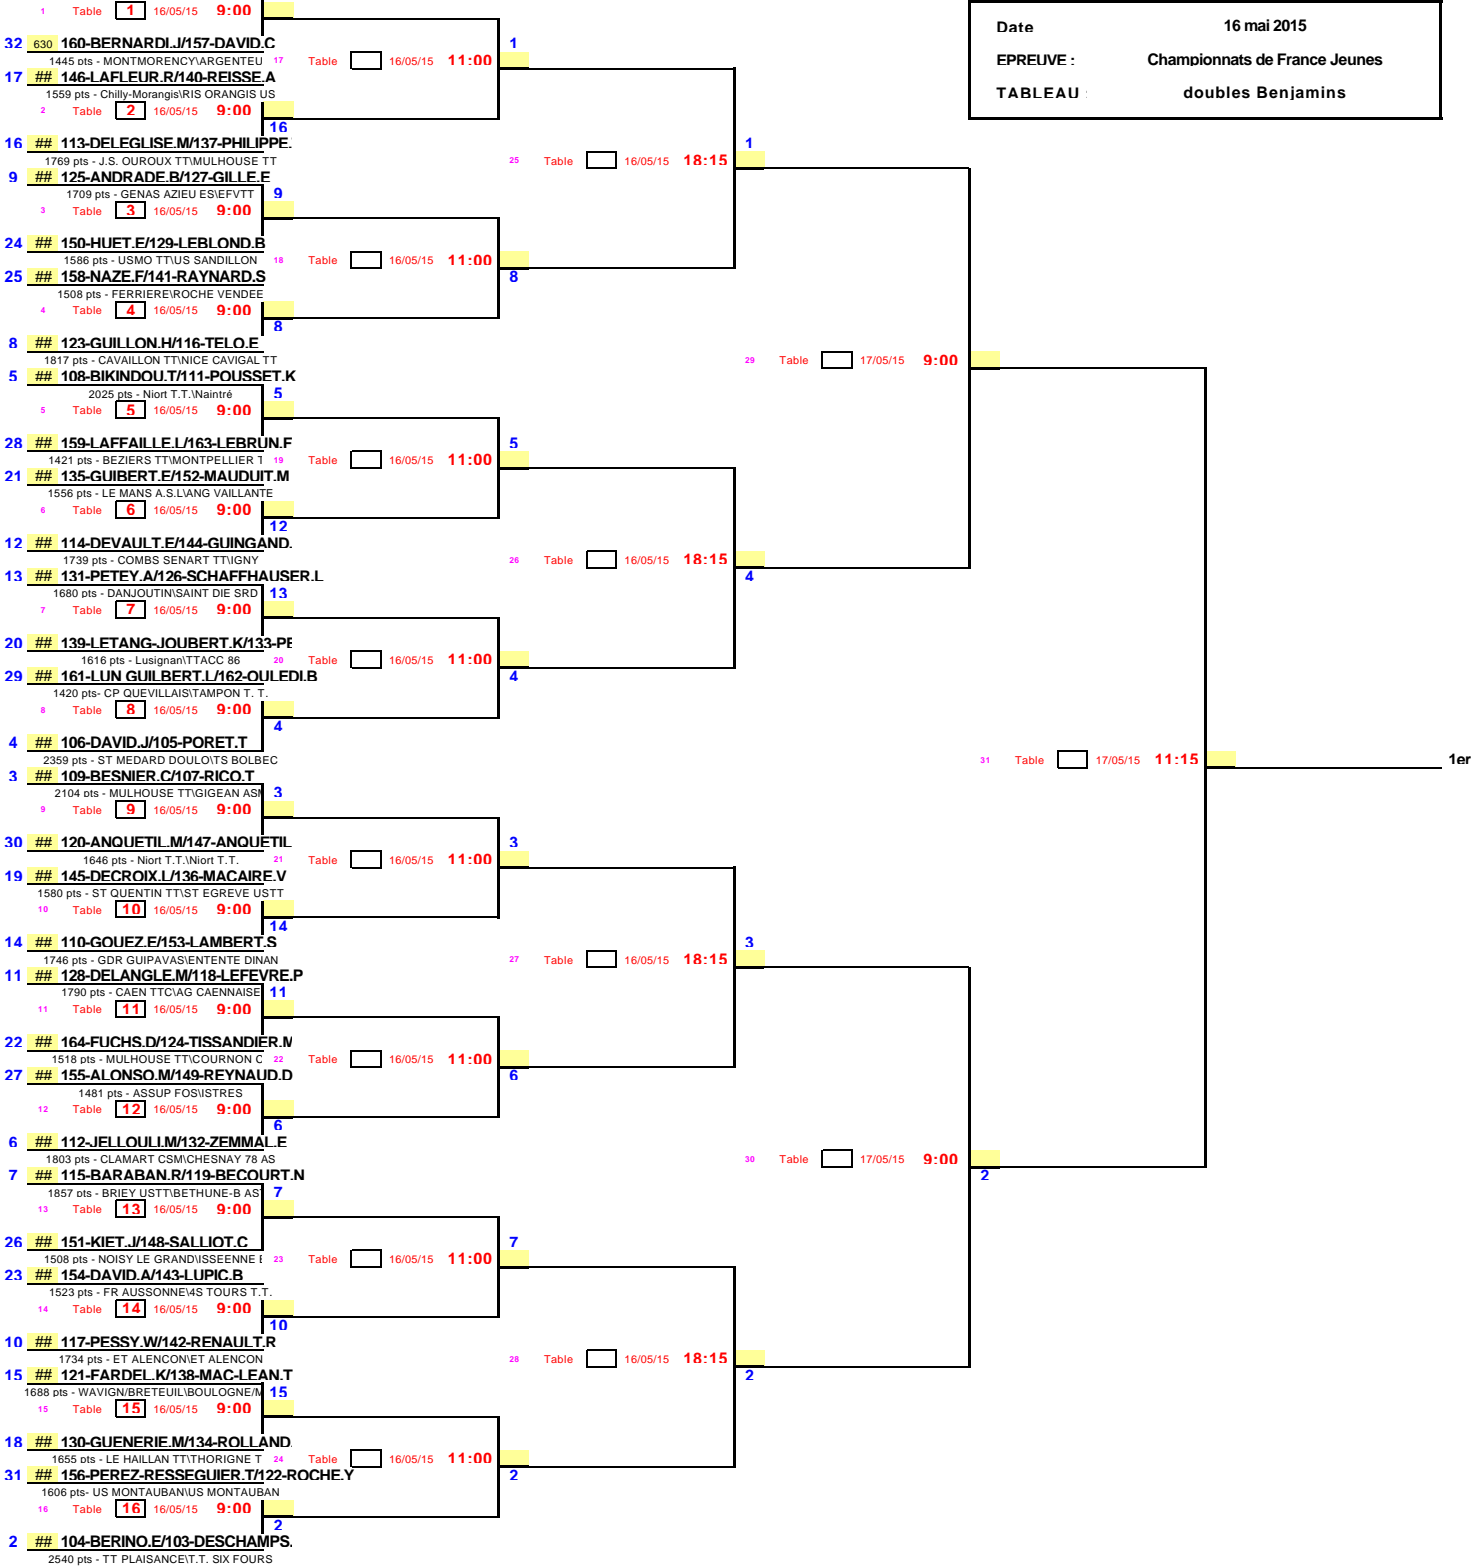 1 Table 1 16/05/15 9:00
Date 16 mai 2015
32 630 160-BERNARDI.J/157-DAVID.C 1
1445 pts - MONTMORENCY\ARGENTEU 17 Table 16/05/15 11:00
EPREUVE : Championnats de France Jeunes
17 ## 146-LAFLEUR.R/140-REISSE.A
1559 pts - Chilly-Morangis\RIS ORANGIS US
TABLEAU : doubles Benjamins
2 Table 2 16/05/15 9:00
16
16 ## 113-DELEGLISE.M/137-PHILIPPE. 1
1769 pts - J.S. OUROUX TT\MULHOUSE TT 25 Table 16/05/15 18:15
9 ## 125-ANDRADE.B/127-GILLE.E
1709 pts - GENAS AZIEU ES\EFVTT 9
3 Table 3 16/05/15 9:00
24 ## 150-HUET.E/129-LEBLOND.B
1586 pts - USMO TT\US SANDILLON 18 Table 16/05/15 11:00
25 ## 158-NAZE.F/141-RAYNARD.S 8
1508 pts - FERRIERE\ROCHE VENDEE
4 Table 4 16/05/15 9:00
8
8 ## 123-GUILLON.H/116-TELO.E
1817 pts - CAVAILLON TT\NICE CAVIGAL TT 29 Table 17/05/15 9:00
5 ## 108-BIKINDOU.T/111-POUSSET.K
2025 pts - Niort T.T.\Naintré 5
5 Table 5 16/05/15 9:00
28 ## 159-LAFFAILLE.L/163-LEBRUN.F 5
1421 pts - BEZIERS TT\MONTPELLIER T 19 Table 16/05/15 11:00
21 ## 135-GUIBERT.E/152-MAUDUIT.M
1556 pts - LE MANS A.S.L\ANG VAILLANTE
6 Table 6 16/05/15 9:00
12
12 ## 114-DEVAULT.E/144-GUINGAND.
1739 pts - COMBS SENART TT\IGNY 26 Table 16/05/15 18:15
13 ## 131-PETEY.A/126-SCHAFFHAUSER.L 4
1680 pts - DANJOUTIN\SAINT DIE SRD 13
7 Table 7 16/05/15 9:00
20 ## 139-LETANG-JOUBERT.K/133-PE
1616 pts - Lusignan\TTACC 86 20 Table 16/05/15 11:00
29 ## 161-LUN GUILBERT.L/162-OULEDI.B 4
1420 pts- CP QUEVILLAIS\TAMPON T. T.
8 Table 8 16/05/15 9:00
4
4 ## 106-DAVID.J/105-PORET.T
2359 pts - ST MEDARD DOULO\TS BOLBEC 31 Table 17/05/15 11:15 1er
3 ## 109-BESNIER.C/107-RICO.T
2104 pts - MULHOUSE TT\GIGEAN ASM 3
9 Table 9 16/05/15 9:00
30 ## 120-ANQUETIL.M/147-ANQUETIL 3
1646 pts - Niort T.T.\Niort T.T. 21 Table 16/05/15 11:00
19 ## 145-DECROIX.L/136-MACAIRE.V
1580 pts - ST QUENTIN TT\ST EGREVE USTT
10 Table 10 16/05/15 9:00
14
14 ## 110-GOUEZ.E/153-LAMBERT.S 3
1746 pts - GDR GUIPAVAS\ENTENTE DINAN 27 Table 16/05/15 18:15
11 ## 128-DELANGLE.M/118-LEFEVRE.P
1790 pts - CAEN TTC\AG CAENNAISE 11
11 Table 11 16/05/15 9:00
22 ## 164-FUCHS.D/124-TISSANDIER.M
1518 pts - MULHOUSE TT\COURNON C 22 Table 16/05/15 11:00
27 ## 155-ALONSO.M/149-REYNAUD.D 6
1481 pts - ASSUP FOS\ISTRES
12 Table 12 16/05/15 9:00
6
6 ## 112-JELLOULI.M/132-ZEMMAL.E
1803 pts - CLAMART CSM\CHESNAY 78 AS 30 Table 17/05/15 9:00
7 ## 115-BARABAN.R/119-BECOURT.N 2
1857 pts - BRIEY USTT\BETHUNE-B AS 7
13 Table 13 16/05/15 9:00
26 ## 151-KIET.J/148-SALLIOT.C 7
1508 pts - NOISY LE GRAND\ISSEENNE E 23 Table 16/05/15 11:00
23 ## 154-DAVID.A/143-LUPIC.B
1523 pts - FR AUSSONNE\4S TOURS T.T.
14 Table 14 16/05/15 9:00
10
10 ## 117-PESSY.W/142-RENAULT.R
1734 pts - ET ALENCON\ET ALENCON 28 Table 16/05/15 18:15
15 ## 121-FARDEL.K/138-MAC-LEAN.T 2
1688 pts - WAVIGN/BRETEUIL\BOULOGNE/M 15
15 Table 15 16/05/15 9:00
18 ## 130-GUENERIE.M/134-ROLLAND.
1655 pts - LE HAILLAN TT\THORIGNE T 24 Table 16/05/15 11:00
31 ## 156-PEREZ-RESSEGUIER.T/122-ROCHE.Y 2
1606 pts- US MONTAUBAN\US MONTAUBAN
16 Table 16 16/05/15 9:00
2
2 ## 104-BERINO.E/103-DESCHAMPS.
2540 pts - TT PLAISANCE\T.T. SIX FOURS